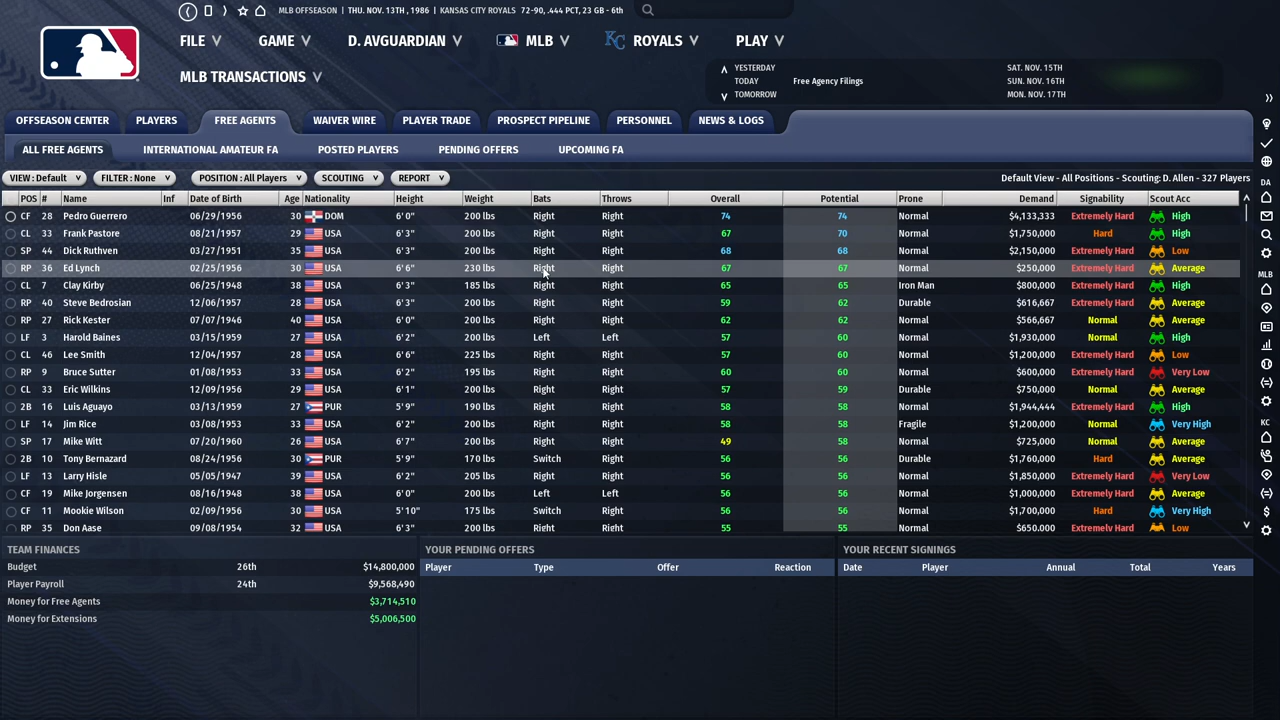 MLB OFFSEASON | THU. NOV. 13TH , 1986 | KANSAS CITY ROYALS 72-90, .444 PCT, 23 GB - 6th
FILE GAME D. AVGUARDIAN MLB ROYALS PLAY
MLB TRANSACTIONS
YESTERDAY SAT. NOV. 15TH
TODAY Free Agency Filings SUN. NOV. 16TH
TOMORROW MON. NOV. 17TH
OFFSEASON CENTER PLAYERS FREE AGENTS WAIVER WIRE PLAYER TRADE PROSPECT PIPELINE PERSONNEL NEWS & LOGS
ALL FREE AGENTS INTERNATIONAL AMATEUR FA POSTED PLAYERS PENDING OFFERS UPCOMING FA
VIEW : Default FILTER : None POSITION : All Players SCOUTING REPORT Default View - All Positions - Scouting: D. Allen - 327 Players
POS # Name Inf Date of Birth Age Nationality Height Weight Bats Throws Overall Potential Prone Demand Signability Scout Acc
CF 28 Pedro Guerrero 06/29/1956 30 DOM 6' 0" 200 lbs Right Right 74 74 Normal $4,133,333 Extremely Hard High
CL 33 Frank Pastore 08/21/1957 29 USA 6' 3" 200 lbs Right Right 67 70 Normal $1,750,000 Hard High
SP 44 Dick Ruthven 03/27/1951 35 USA 6' 3" 200 lbs Right Right 68 68 Normal $2,150,000 Extremely Hard Low
RP 36 Ed Lynch 02/25/1956 30 USA 6' 6" 230 lbs Right Right 67 67 Normal $250,000 Extremely Hard Average
CL 7 Clay Kirby 06/25/1948 38 USA 6' 3" 185 lbs Right Right 65 65 Iron Man $800,000 Extremely Hard High
RP 40 Steve Bedrosian 12/06/1957 28 USA 6' 3" 200 lbs Right Right 59 62 Durable $616,667 Extremely Hard Average
RP 27 Rick Kester 07/07/1946 40 USA 6' 0" 200 lbs Right Right 62 62 Normal $566,667 Normal Average
LF 3 Harold Baines 03/15/1959 27 USA 6' 2" 200 lbs Left Left 57 60 Normal $1,930,000 Normal High
CL 46 Lee Smith 12/04/1957 28 USA 6' 6" 225 lbs Right Right 57 60 Normal $1,200,000 Extremely Hard Low
RP 9 Bruce Sutter 01/08/1953 33 USA 6' 2" 195 lbs Right Right 60 60 Normal $600,000 Extremely Hard Very Low
CL 33 Eric Wilkins 12/09/1956 29 USA 6' 1" 200 lbs Right Right 57 59 Durable $750,000 Normal Average
2B 16 Luis Aguayo 03/13/1959 27 PUR 5' 9" 190 lbs Right Right 58 58 Normal $1,944,444 Extremely Hard High
LF 14 Jim Rice 03/08/1953 33 USA 6' 2" 200 lbs Right Right 58 58 Fragile $1,200,000 Normal Very High
SP 17 Mike Witt 07/20/1960 26 USA 6' 7" 200 lbs Right Right 49 58 Normal $725,000 Normal Average
2B 10 Tony Bernazard 08/24/1956 30 PUR 5' 9" 170 lbs Switch Right 56 56 Durable $1,760,000 Hard Average
LF 13 Larry Hisle 05/05/1947 39 USA 6' 2" 205 lbs Right Right 56 56 Normal $1,850,000 Extremely Hard Very Low
CF 19 Mike Jorgensen 08/16/1948 38 USA 6' 0" 200 lbs Left Left 56 56 Normal $1,000,000 Extremely Hard Average
CF 11 Mookie Wilson 02/09/1956 30 USA 5' 10" 175 lbs Switch Right 56 56 Normal $1,700,000 Hard Very High
RP 35 Don Aase 09/08/1954 32 USA 6' 3" 200 lbs Right Right 55 55 Normal $650,000 Extremely Hard Low
DA
MLB
KC
TEAM FINANCES YOUR PENDING OFFERS YOUR RECENT SIGNINGS
Budget 26th $14,800,000 Player Type Offer Reaction Date Player Annual Total Years
Player Payroll 24th $9,568,490
Money for Free Agents $3,714,510
Money for Extensions $5,006,500